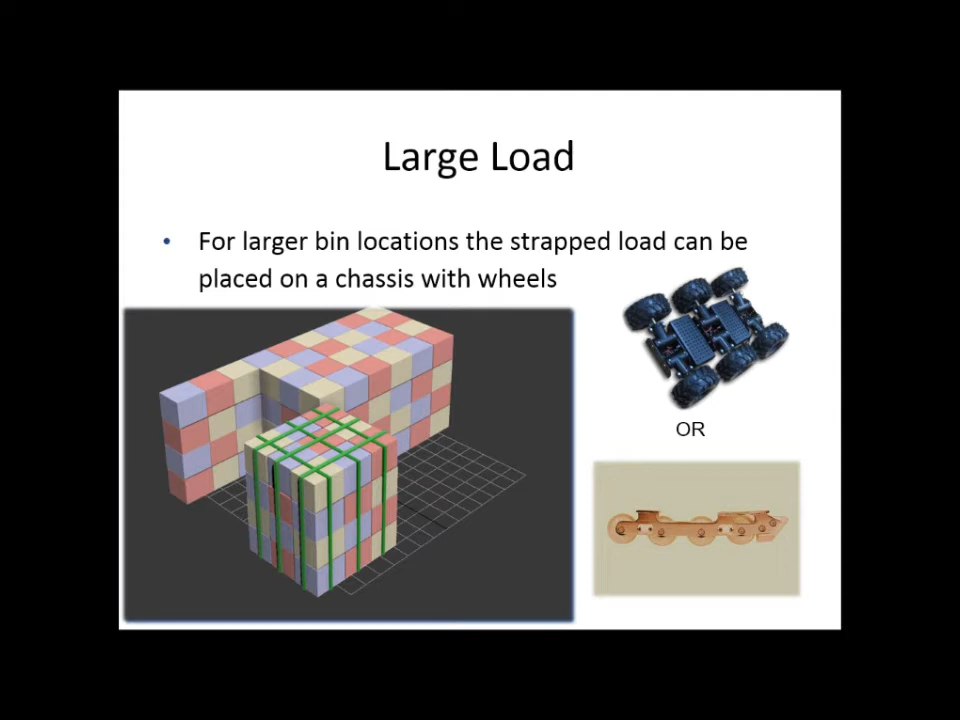 Large Load
• For larger bin locations the strapped load can be
placed on a chassis with wheels
OR